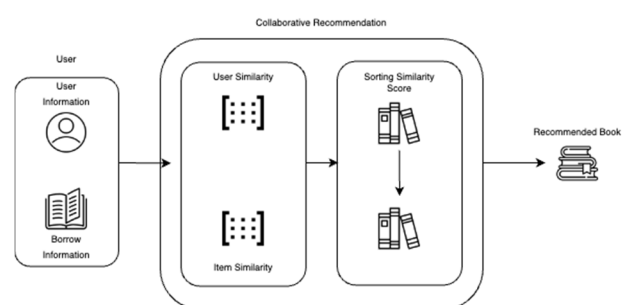 Collaborative Recommendation
User
User
Information
Borrow
Information
User Similarity
Item Similarity
Sorting Similarity
Score
Recommended Book